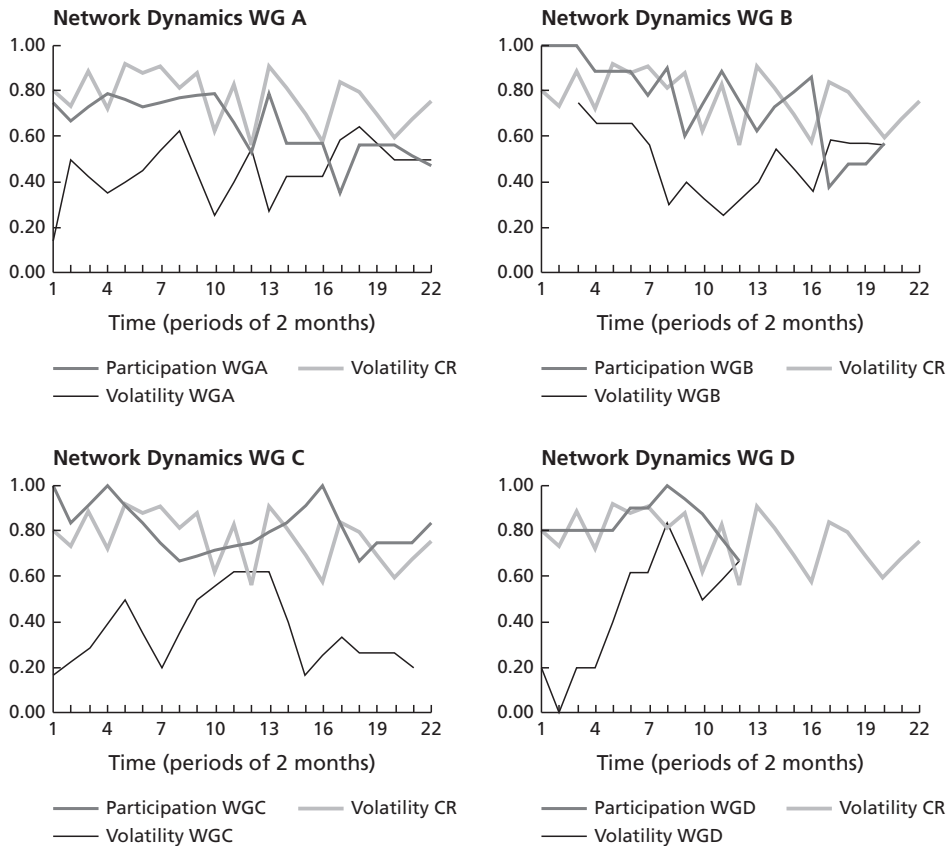 Network Dynamics WG A
1.00
0.80
0.60
0.40
0.20
0.00
1 4 7 10 13 16 19 22
Time (periods of 2 months)
Participation WGA Volatility CR
Volatility WGA
Network Dynamics WG B
1.00
0.80
0.60
0.40
0.20
0.00
1 4 7 10 13 16 19 22
Time (periods of 2 months)
Participation WGB Volatility CR
Volatility WGB
Network Dynamics WG C
1.00
0.80
0.60
0.40
0.20
0.00
1 4 7 10 13 16 19 22
Time (periods of 2 months)
Participation WGC Volatility CR
Volatility WGC
Network Dynamics WG D
1.00
0.80
0.60
0.40
0.20
0.00
1 4 7 10 13 16 19 22
Time (periods of 2 months)
Participation WGD Volatility CR
Volatility WGD